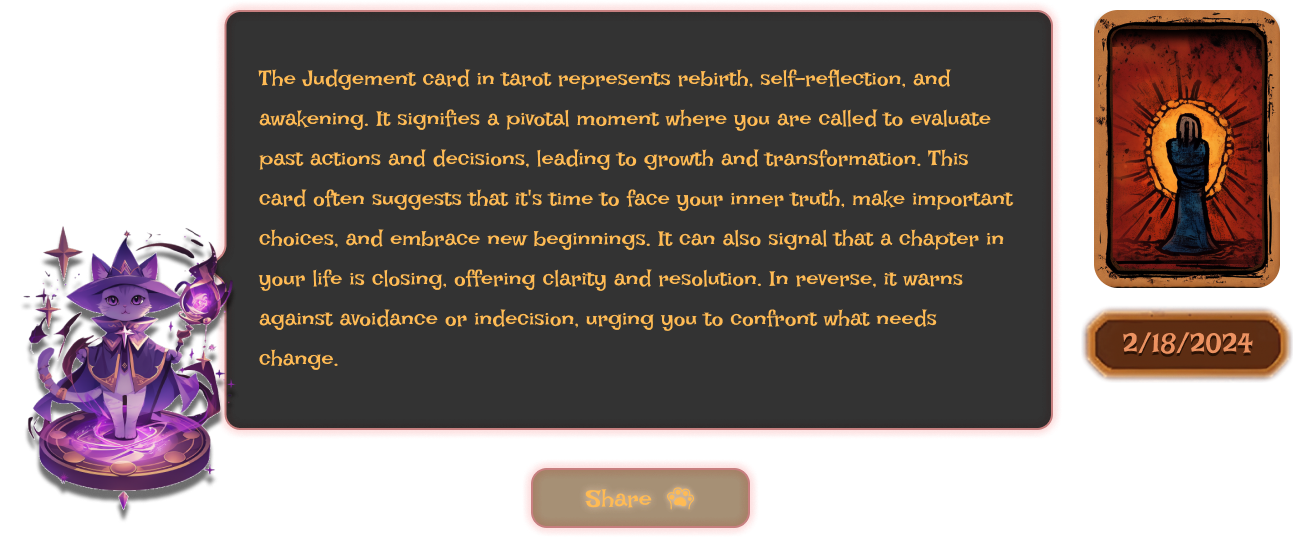 The Judgement card in tarot represents rebirth, self-reflection, and
awakening. It signifies a pivotal moment where you are called to evaluate
past actions and decisions, leading to growth and transformation. This
card often suggests that it's time to face your inner truth, make important
choices, and embrace new beginnings. It can also signal that a chapter in
your life is closing, offering clarity and resolution. In reverse, it warns
against avoidance or indecision, urging you to confront what needs
change.
2/18/2024
Share